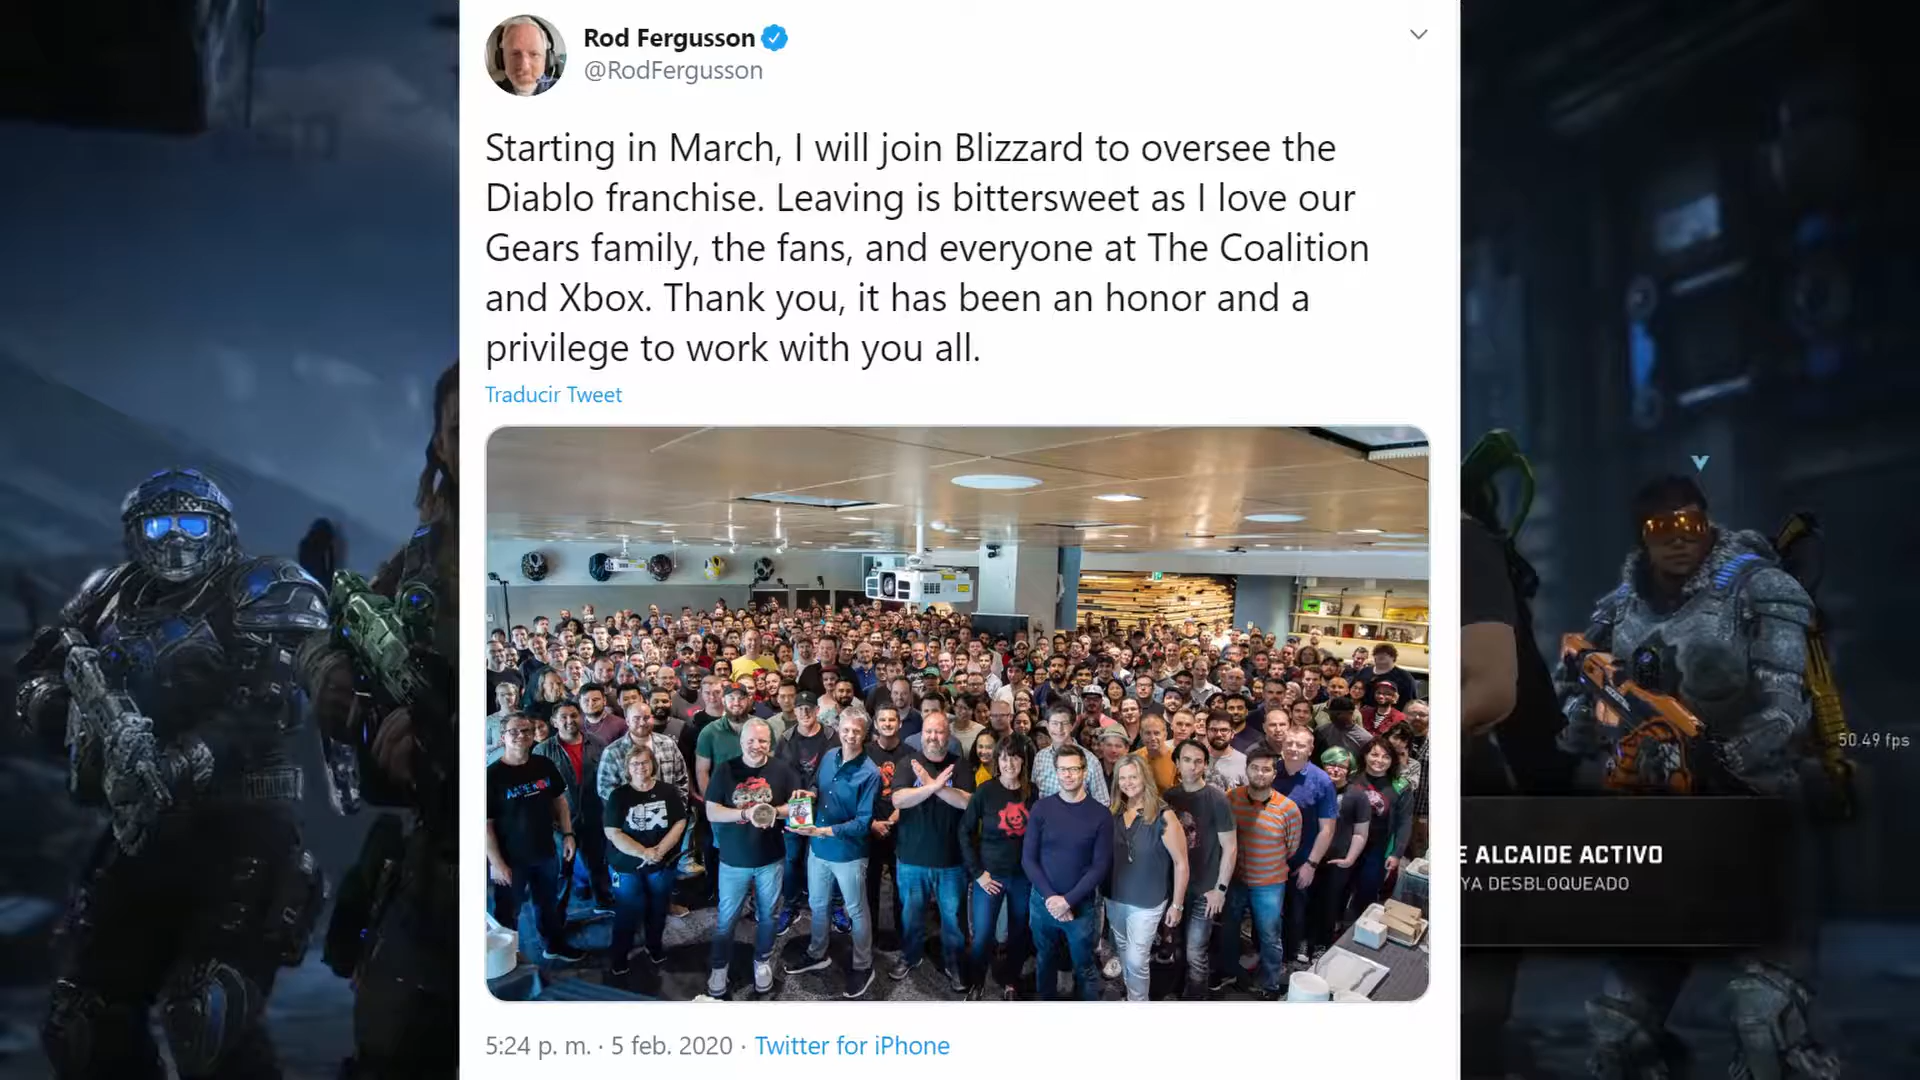 Rod Fergusson
@RodFergusson
Starting in March, I will join Blizzard to oversee the
Diablo franchise. Leaving is bittersweet as I love our
Gears family, the fans, and everyone at The Coalition
and Xbox. Thank you, it has been an honor and a
privilege to work with you all.
Traducir Tweet
50.49 fps
E ALCAIDE ACTIVO
YA DESBLOQUEADO
5:24 p. m. · 5 feb. 2020 · Twitter for iPhone